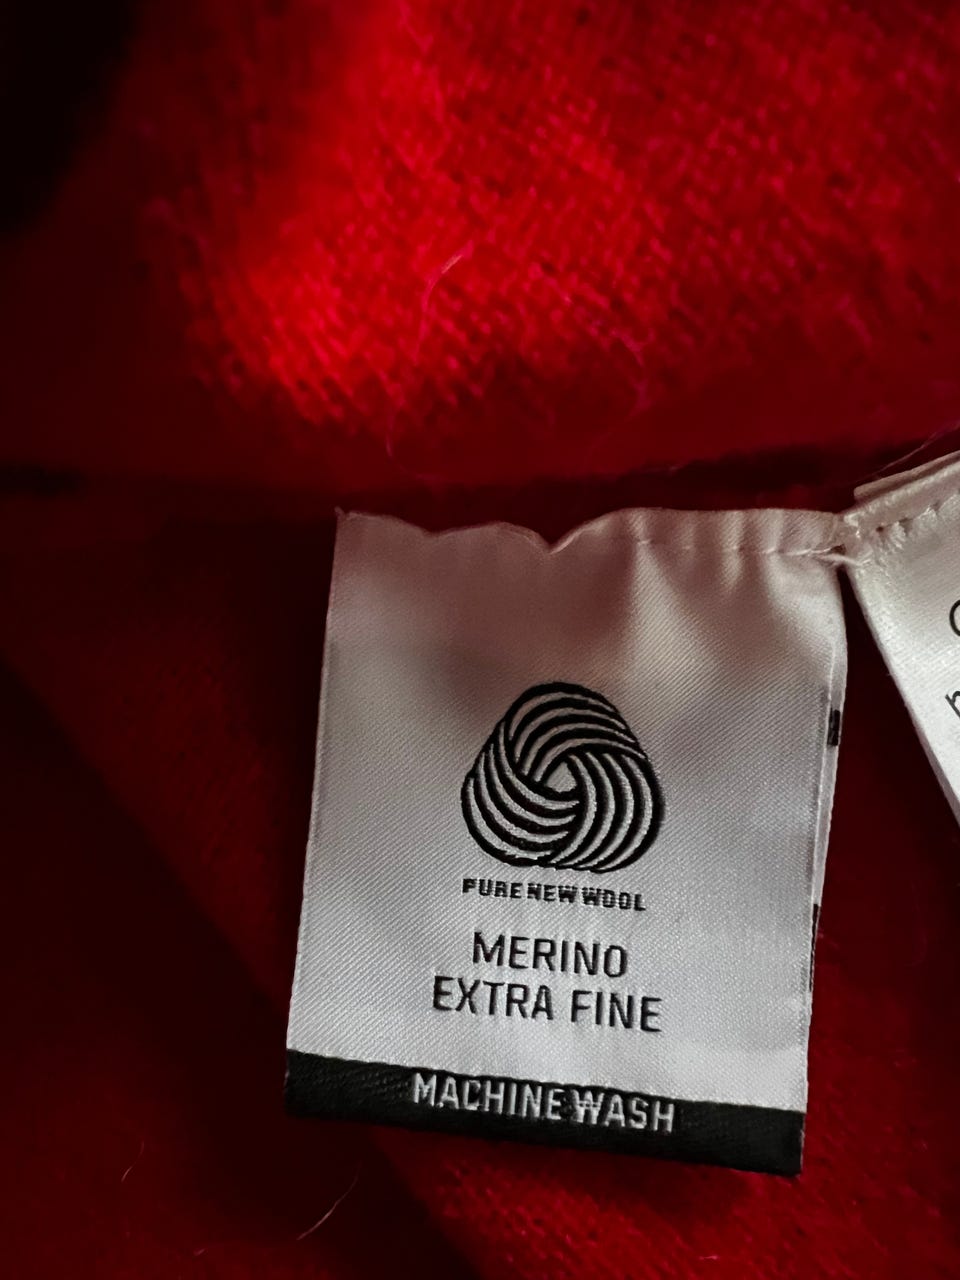 PURE NEW WOOL
MERINO
EXTRA FINE
MACHINE WASH